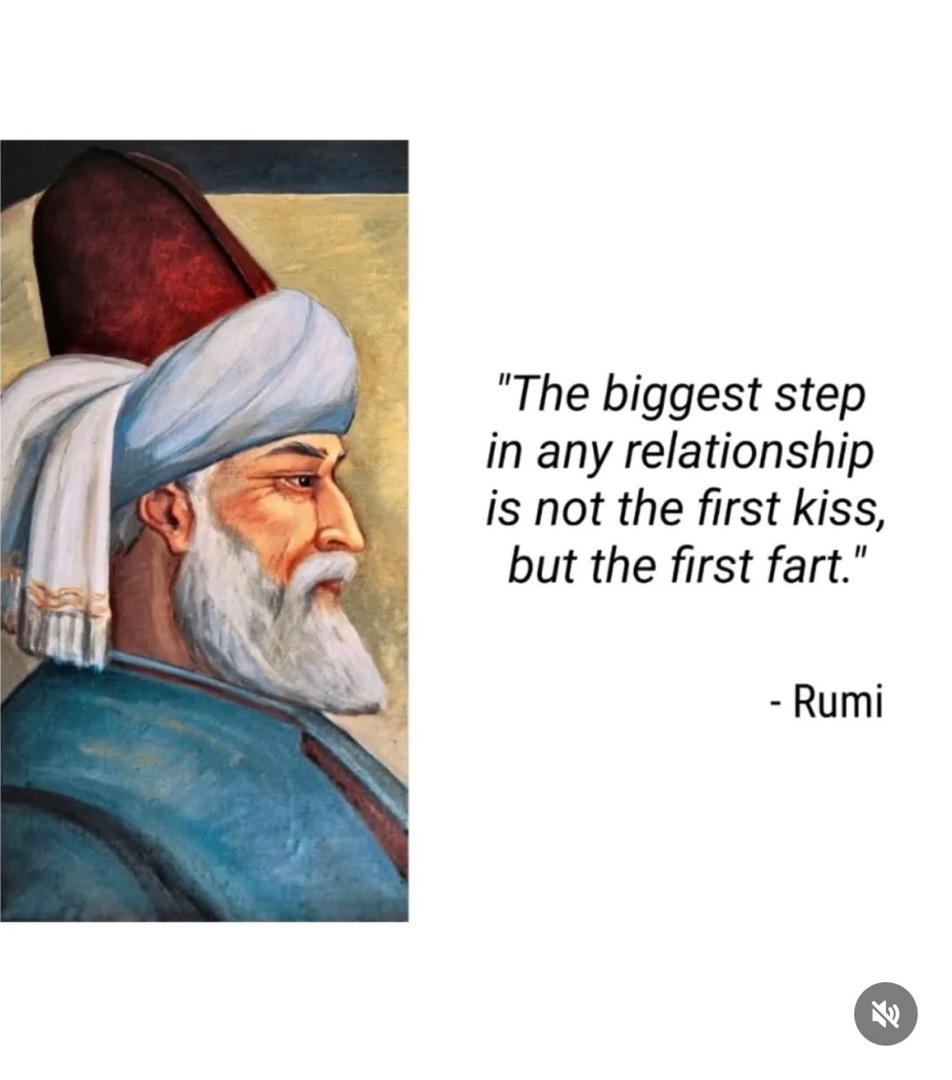 "The biggest step
in any relationship
is not the first kiss,
but the first fart."
- Rumi